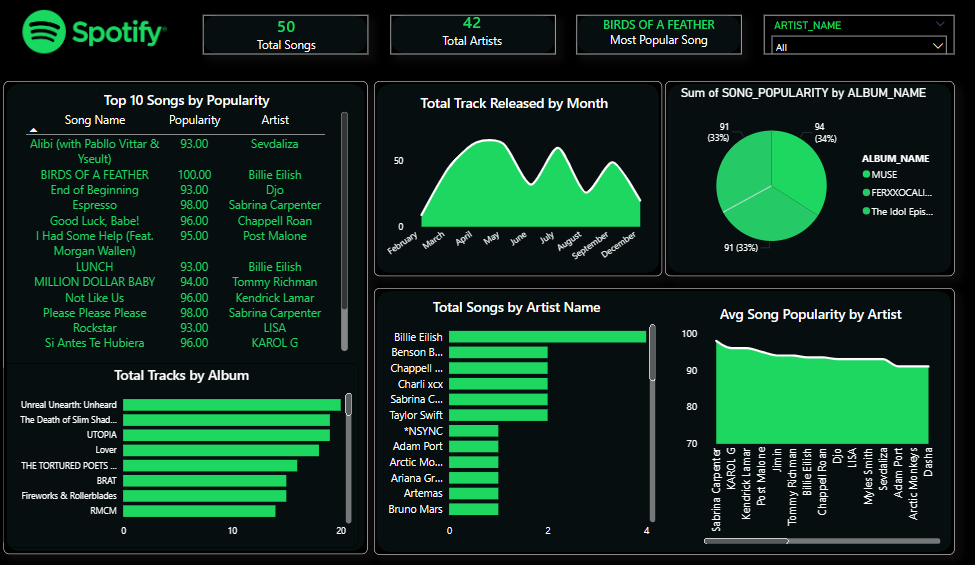 Spotify
50
Total Songs
42
Total Artists
BIRDS OF A FEATHER
Most Popular Song
ARTIST_NAME
All
Top 10 Songs by Popularity
Song Name Popularity Artist
Alibi (with Pabllo Vittar & 93.00 Sevdaliza
Yseult)
BIRDS OF A FEATHER 100.00 Billie Eilish
End of Beginning 93.00 Djo
Espresso 98.00 Sabrina Carpenter
Good Luck, Babe! 96.00 Chappell Roan
I Had Some Help (Feat. 95.00 Post Malone
Morgan Wallen)
LUNCH 93.00 Billie Eilish
MILLION DOLLAR BABY 94.00 Tommy Richman
Not Like Us 96.00 Kendrick Lamar
Please Please Please 98.00 Sabrina Carpenter
Rockstar 93.00 LISA
Si Antes Te Hubiera 96.00 KAROL G
Total Track Released by Month
50
0
February
March
April
May
June
July
August
September
December
Sum of SONG_POPULARITY by ALBUM_NAME
91
(33%)
94
(34%)
91 (33%)
ALBUM_NAME
MUSE
FERXXOCALI...
The Idol Epis...
Total Tracks by Album
Unreal Unearth: Unheard
The Death of Slim Shad...
UTOPIA
Lover
THE TORTURED POETS ...
BRAT
Fireworks & Rollerblades
RMCM
0 10 20
Total Songs by Artist Name
Billie Eilish
Benson B...
Chappell ...
Charli xcx
Sabrina C...
Taylor Swift
*NSYNC
Adam Port
Arctic Mo...
Ariana Gr...
Artemas
Bruno Mars
0 2 4
Avg Song Popularity by Artist
100
90
80
70
Sabrina Carpenter
KAROL G
Kendrick Lamar
Post Malone
Jimin
Tommy Richman
Billie Eilish
Chappell Roan
Djo
LISA
Myles Smith
Sevdaliza
Adam Port
Arctic Monkeys
Dasha